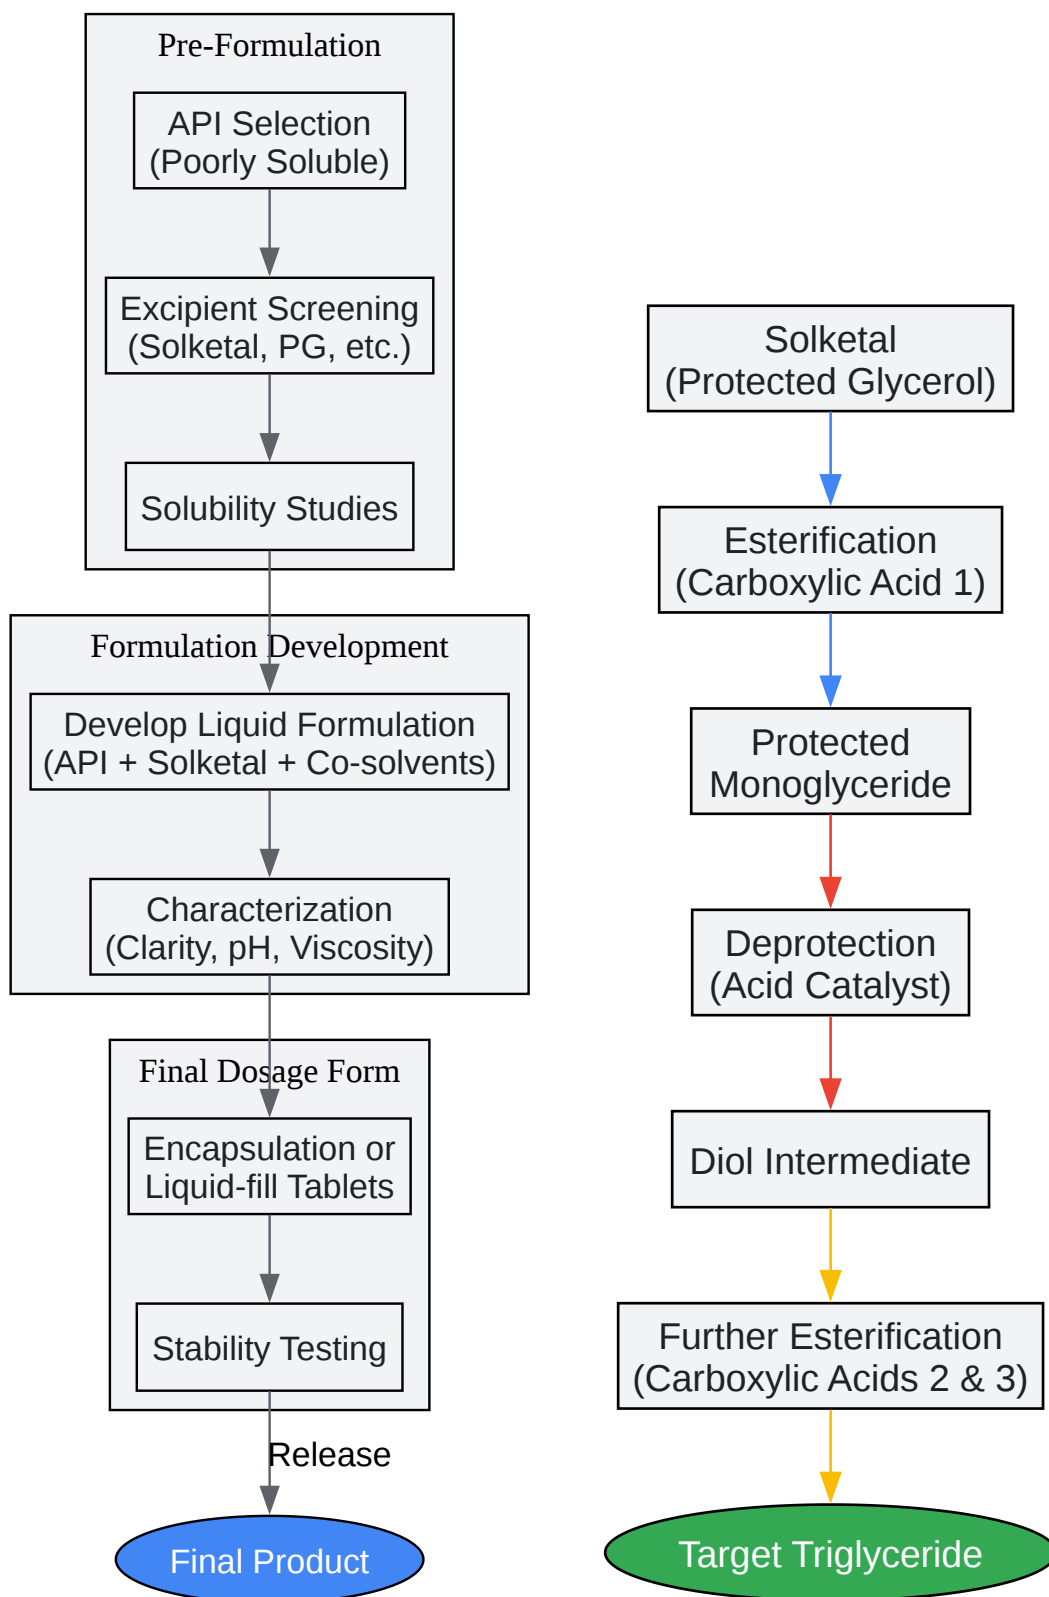 Pre-Formulation
API Selection
(Poorly Soluble)
Excipient Screening
(Solketal, PG, etc.)
Solubility Studies
Formulation Development
Develop Liquid Formulation
(API + Solketal + Co-solvents)
Characterization
(Clarity, pH, Viscosity)
Final Dosage Form
Encapsulation or
Liquid-fill Tablets
Stability Testing
Release
Final Product
Solketal
(Protected Glycerol)
Esterification
(Carboxylic Acid 1)
Protected
Monoglyceride
Deprotection
(Acid Catalyst)
Diol Intermediate
Further Esterification
(Carboxylic Acids 2 & 3)
Target Triglyceride